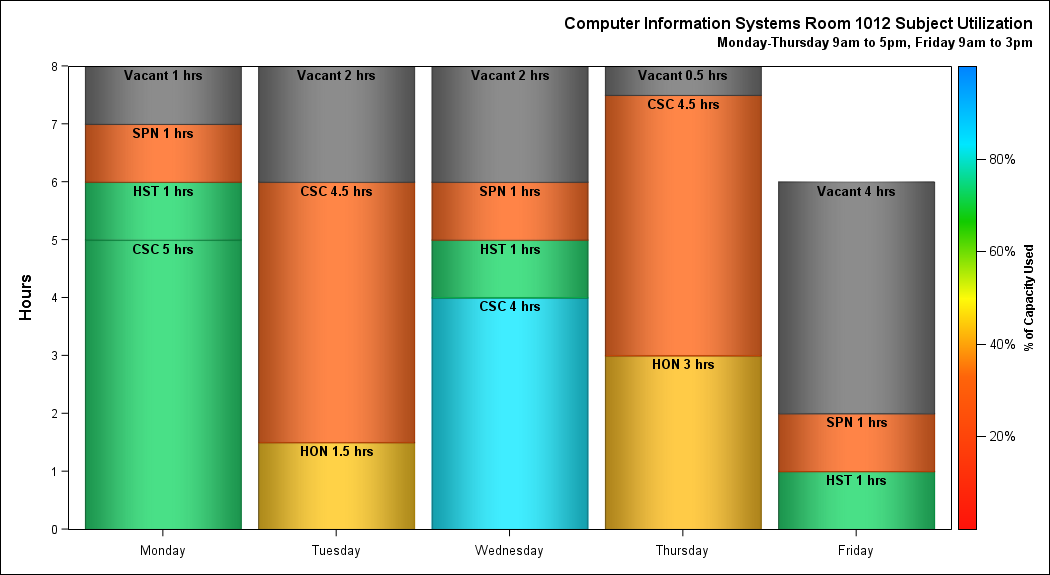 Computer Information Systems Room 1012 Subject Utilization
Monday-Thursday 9am to 5pm, Friday 9am to 3pm
Hours
8
7
6
5
4
3
2
1
0
Vacant 1 hrs
SPN 1 hrs
HST 1 hrs
CSC 5 hrs
Vacant 2 hrs
CSC 4.5 hrs
HON 1.5 hrs
Vacant 2 hrs
SPN 1 hrs
HST 1 hrs
CSC 4 hrs
Vacant 0.5 hrs
CSC 4.5 hrs
HON 3 hrs
Vacant 4 hrs
SPN 1 hrs
HST 1 hrs
Monday
Tuesday
Wednesday
Thursday
Friday
80%
60%
40%
20%
% of Capacity Used